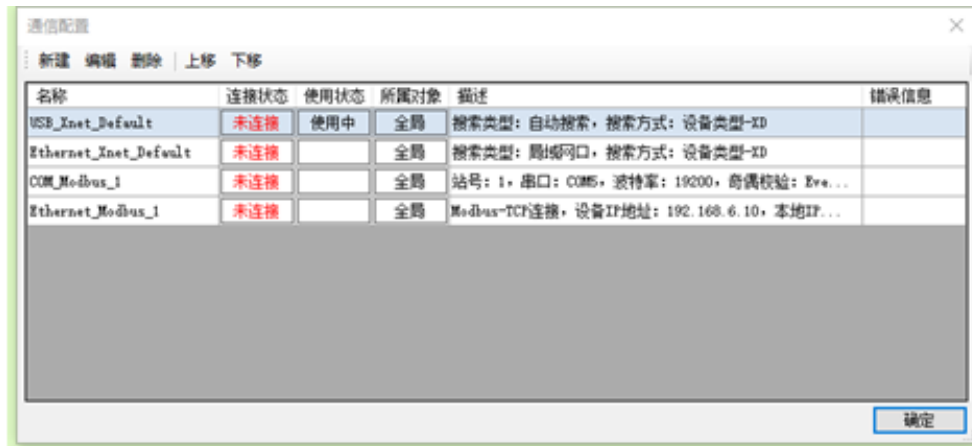 通信配置
新建 编辑 删除 上移 下移
名称 连接状态 使用状态 所属对象 描述 错误信息
USB_Xnet_Default 未连接 使用中 全局 搜索类型: 自动搜索, 搜索方式: 设备类型-XD
Ethernet_Xnet_Default 未连接 全局 搜索类型: 局域网口, 搜索方式: 设备类型-XD
COM_Modbus_1 未连接 全局 站号: 1, 串口: COM5, 波特率: 19200, 奇偶校验: Eve...
Ethernet_Modbus_1 未连接 全局 Modbus-TCP连接, 设备IP地址: 192.168.6.10, 本地IP...
确定